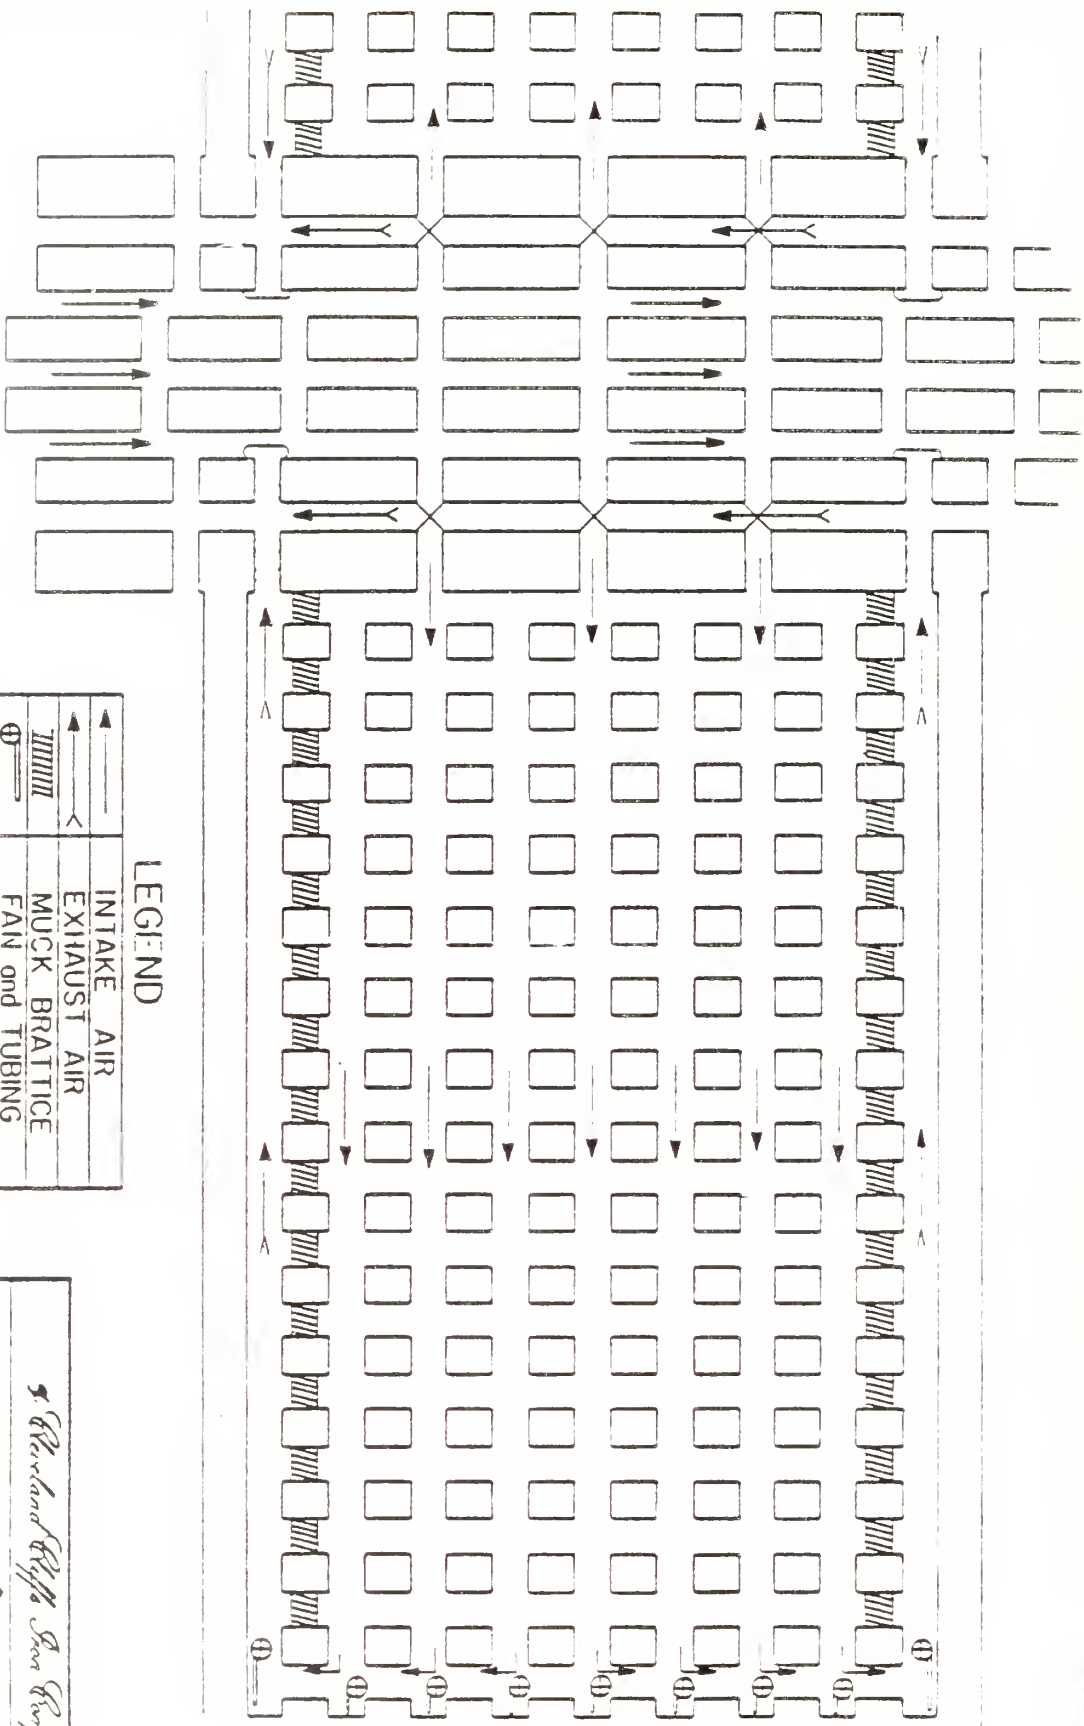 LEGEND
INTAKE AIR
EXHAUST AIR
MUCK BRATTICE
FAN and TUBING
Cleveland Cliffs Iron